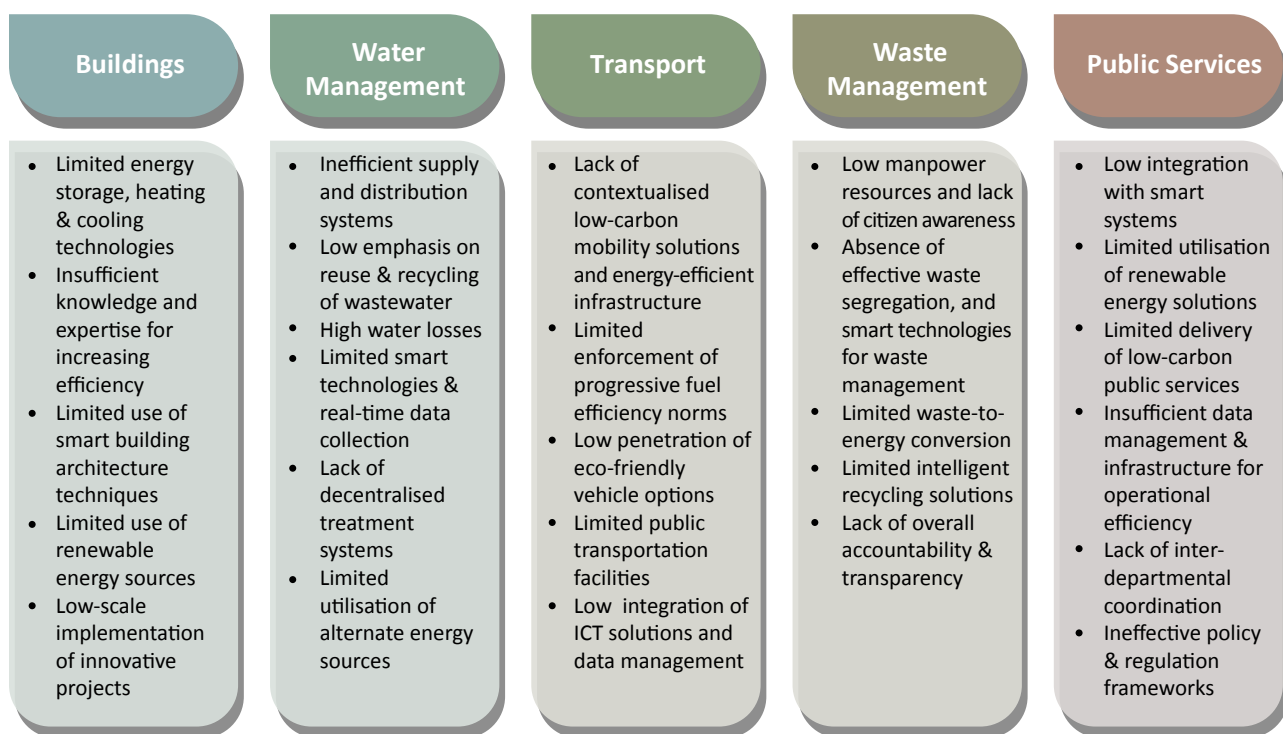 Buildings
• Limited energy
storage, heating
& cooling
technologies
• Insufficient
knowledge and
expertise for
increasing
efficiency
• Limited use of
smart building
architecture
techniques
• Limited use of
renewable
energy sources
• Low-scale
implementation
of innovative
projects
Water
Management
• Inefficient supply
and distribution
systems
• Low emphasis on
reuse & recycling
of wastewater
• High water losses
• Limited smart
technologies &
real-time data
collection
• Lack of
decentralised
treatment
systems
• Limited
utilisation of
alternate energy
sources
Transport
• Lack of
contextualised
low-carbon
mobility solutions
and energy-efficient
infrastructure
• Limited
enforcement of
progressive fuel
efficiency norms
• Low penetration of
eco-friendly
vehicle options
• Limited public
transportation
facilities
• Low integration of
ICT solutions and
data management
Waste
Management
• Low manpower
resources and lack
of citizen awareness
• Absence of
effective waste
segregation, and
smart technologies
for waste
management
• Limited waste-to-
energy conversion
• Limited intelligent
recycling solutions
• Lack of overall
accountability &
transparency
Public Services
• Low integration
with smart
systems
• Limited utilisation
of renewable
energy solutions
• Limited delivery
of low-carbon
public services
• Insufficient data
management &
infrastructure for
operational
efficiency
• Lack of inter-
departmental
coordination
• Ineffective policy
& regulation
frameworks